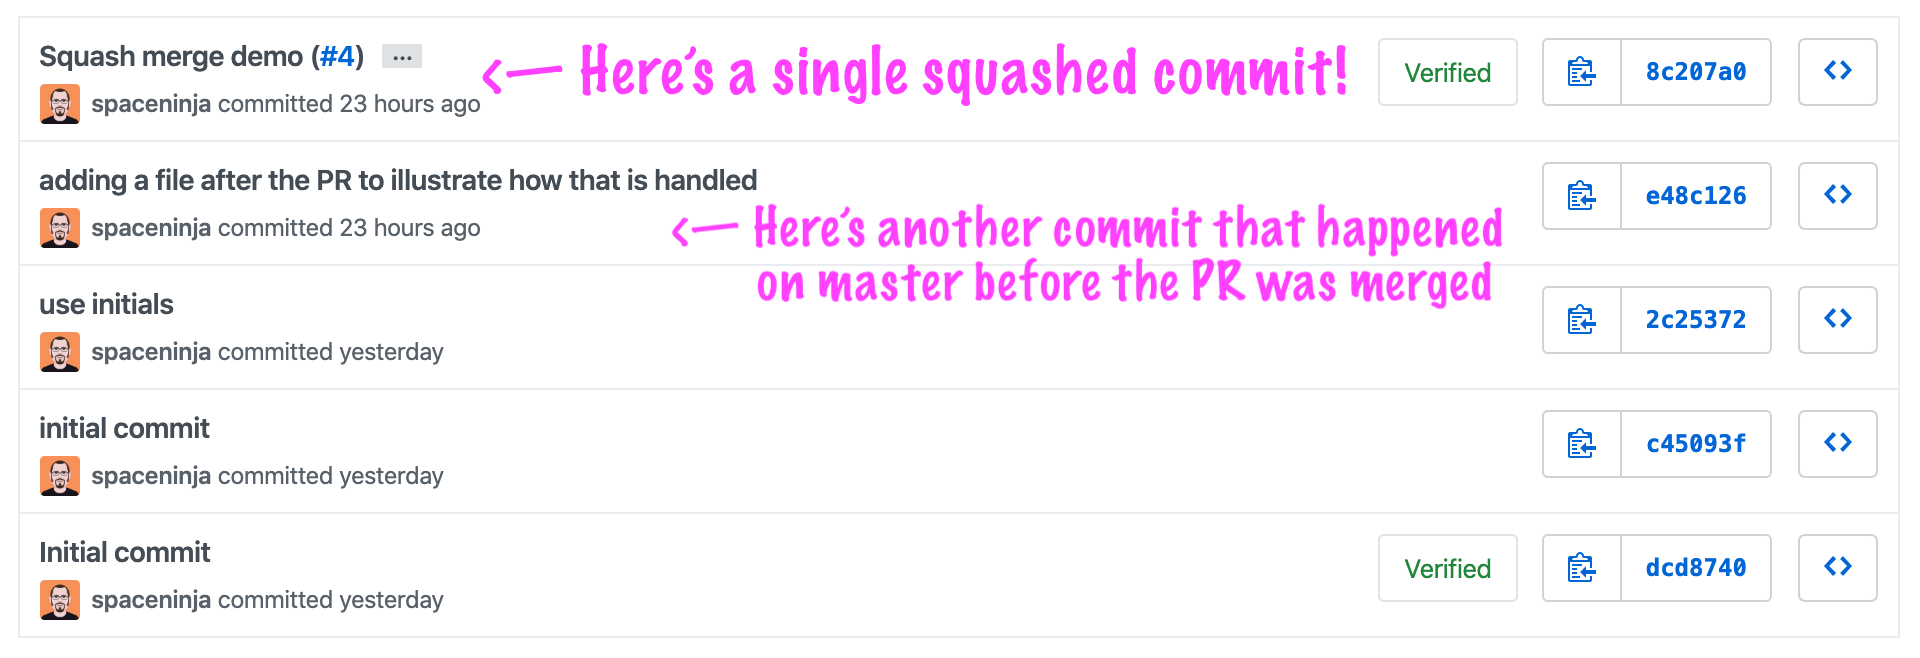 Squash merge demo (#4) ...
Here's a single squashed commit!
Verified
8c207a0
spaceninja committed 23 hours ago
adding a file after the PR to illustrate how that is handled
e48c126
spaceninja committed 23 hours ago
Here's another commit that happened
on master before the PR was merged
use initials
2c25372
spaceninja committed yesterday
initial commit
c45093f
spaceninja committed yesterday
Initial commit
Verified
dcd8740
spaceninja committed yesterday